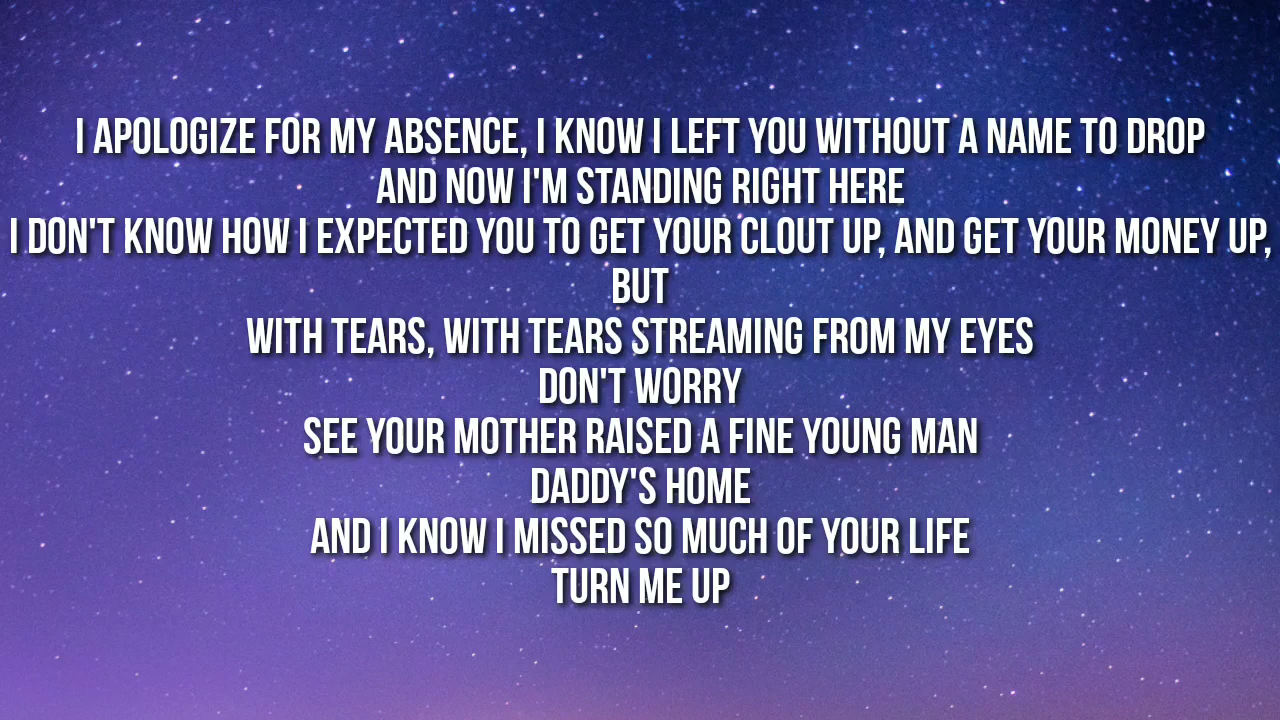 I APOLOGIZE FOR MY ABSENCE, I KNOW I LEFT YOU WITHOUT A NAME TO DROP
AND NOW I'M STANDING RIGHT HERE
I DON'T KNOW HOW I EXPECTED YOU TO GET YOUR CLOUT UP, AND GET YOUR MONEY UP,
BUT
WITH TEARS, WITH TEARS STREAMING FROM MY EYES
DON'T WORRY
SEE YOUR MOTHER RAISED A FINE YOUNG MAN
DADDY'S HOME
AND I KNOW I MISSED SO MUCH OF YOUR LIFE
TURN ME UP